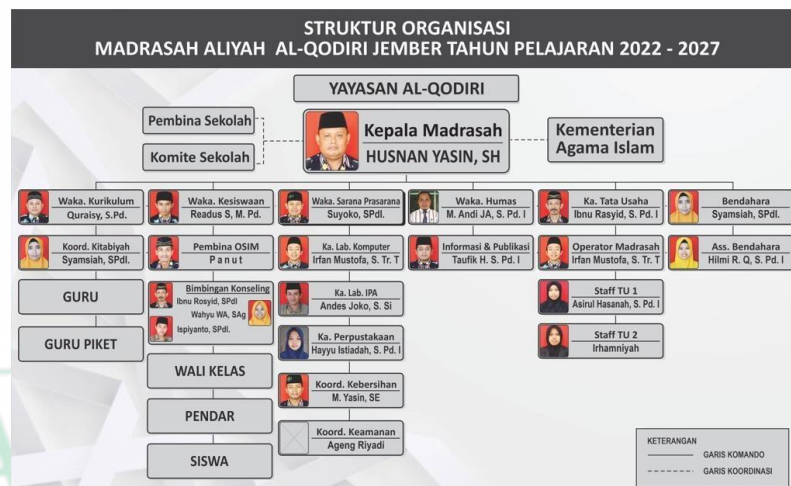 STRUKTUR ORGANISASI
MADRASAH ALIYAH AL-QODIRI JEMBER TAHUN PELAJARAN 2022 - 2027
YAYASAN AL-QODIRI
Pembina Sekolah
Komite Sekolah
Kepala Madrasah
HUSNAN YASIN, SH
Kementerian
Agama Islam
Waka. Kurikulum
Quraisy, S.Pd.
Waka. Kesiswaan
Readus S, M. Pd.
Waka. Sarana Prasarana
Suyoko, SPdl.
Waka. Humas
M. Andi JA, S. Pd. I
Ka. Tata Usaha
Ibnu Rasyid, S. Pd. I
Bendahara
Syamsiah, SPdl.
Koord. Kitabiyah
Syamsiah, SPdl.
Pembina OSIM
Panut
Ka. Lab. Komputer
Irfan Mustofa, S. Tr. T
Informasi & Publikasi
Taufik H. S. Pd. I
Operator Madrasah
Irfan Mustofa, S. Tr. T
Ass. Bendahara
Hilmi R. Q, S. Pd. I
GURU
GURU PIKET
Bimbingan Konseling
Ibnu Rosyid, SPdl
Wahyu WA, SAg
Ispiyanto, SPdl.
WALI KELAS
PENDAR
SISWA
Ka. Lab. IPA
Andes Joko, S. Si
Ka. Perpustakaan
Hayyu Istiadah, S. Pd. I
Koord. Kebersihan
M. Yasin, SE
Koord. Keamanan
Ageng Riyadi
Staff TU 1
Asirul Hasanah, S. Pd. I
Staff TU 2
Irhamniyah
KETERANGAN
GARIS KOMANDO
GARIS KOORDINASI